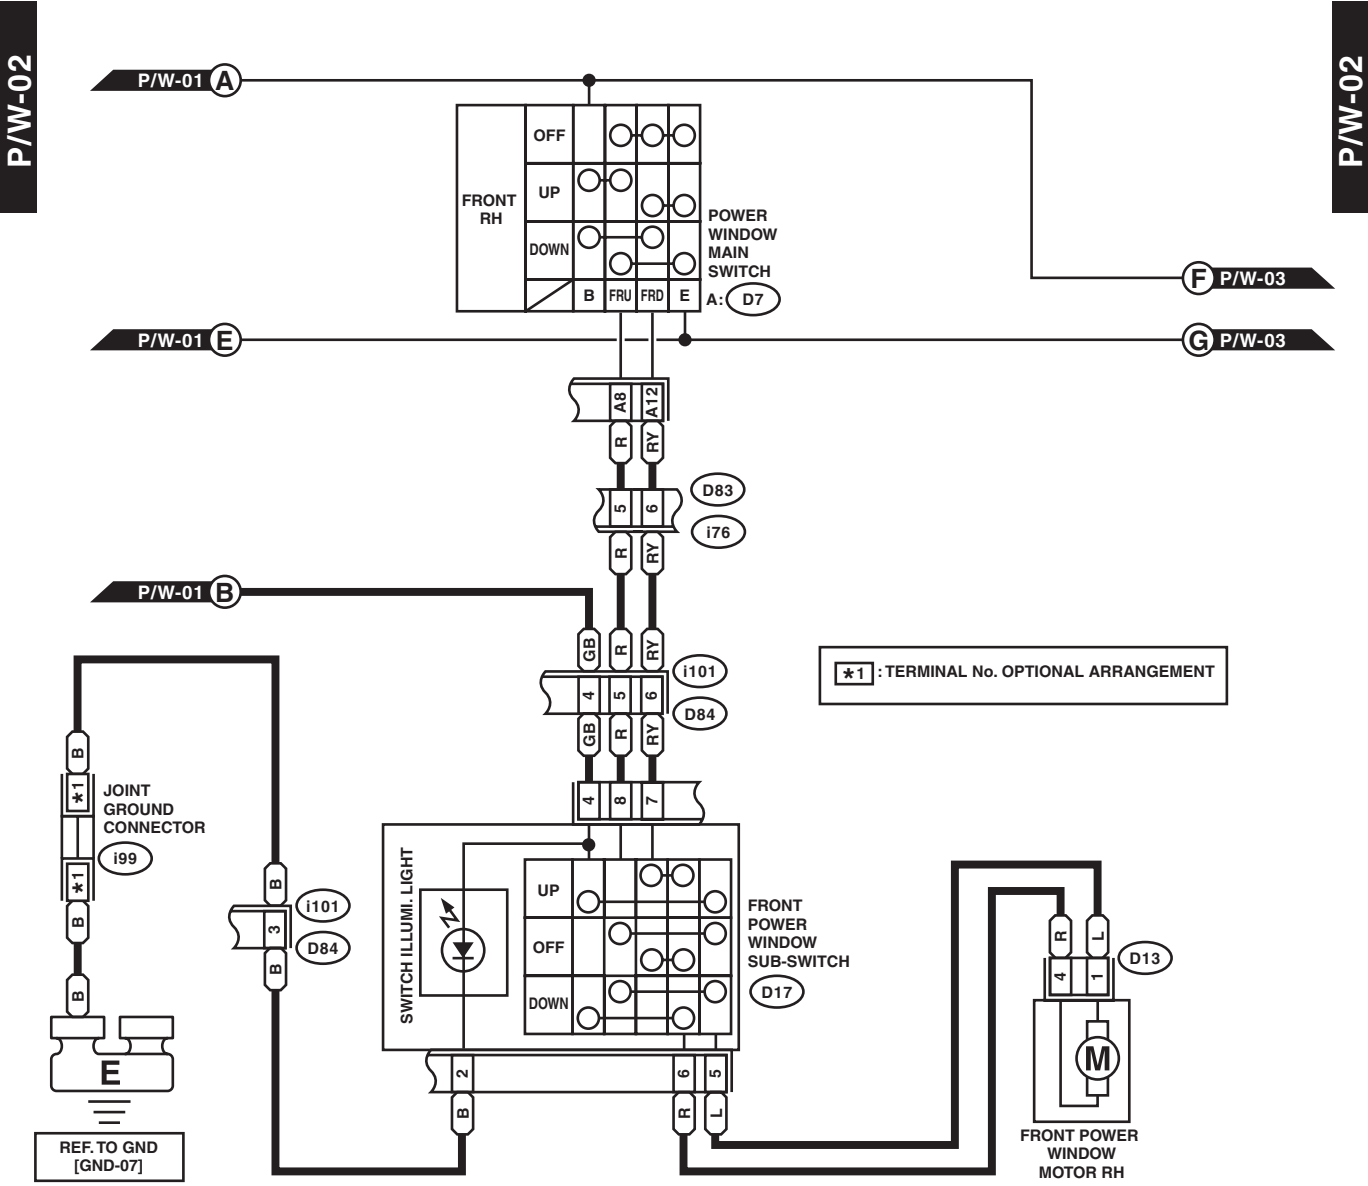 P/W-02
P/W-02
P/W-01 A
FRONT
RH
OFF
UP
DOWN
B FRU FRD E
POWER
WINDOW
MAIN
SWITCH
A: D7
F P/W-03
P/W-01 E
G P/W-03
A8 A12
R RY
5 6
D83
i76
R RY
P/W-01 B
GB R RY
4 5 6
i101
D84
GB R RY
*1 : TERMINAL No. OPTIONAL ARRANGEMENT
B
*1
JOINT
GROUND
CONNECTOR
i99
*1
B
B
E
REF. TO GND
[GND-07]
B
3
i101
D84
B
4 8 7
SWITCH ILLUMI. LIGHT
UP
OFF
DOWN
FRONT
POWER
WINDOW
SUB-SWITCH
D17
2 6 5
B R L
R L
4 1
D13
M
FRONT POWER
WINDOW
MOTOR RH